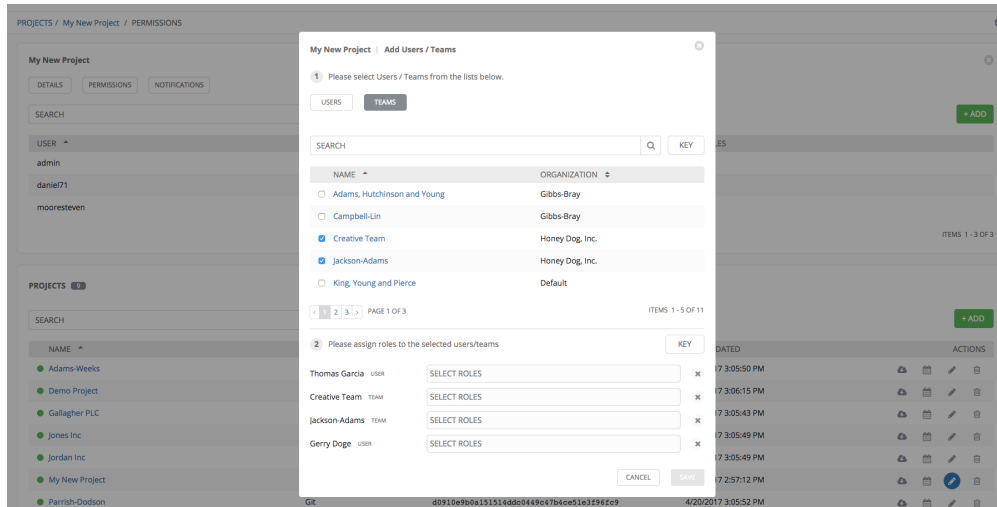 PROJECTS / My New Project / PERMISSIONS
My New Project
DETAILS PERMISSIONS NOTIFICATIONS
SEARCH
+ ADD
USER
admin
daniel71
mooresteven
ITEMS 1 - 3 OF 3
My New Project | Add Users / Teams
1 Please select Users / Teams from the lists below.
USERS TEAMS
SEARCH KEY
NAME ORGANIZATION
Adams, Hutchinson and Young Gibbs-Bray
Campbell-Lin Gibbs-Bray
Creative Team Honey Dog, Inc.
Jackson-Adams Honey Dog, Inc.
King, Young and Pierce Default
1 2 3 PAGE 1 OF 3 ITEMS 1 - 5 OF 11
2 Please assign roles to the selected users/teams KEY
Thomas Garcia USER SELECT ROLES
Creative Team TEAM SELECT ROLES
Jackson-Adams TEAM SELECT ROLES
Gerry Doge USER SELECT ROLES
CANCEL SAVE
PROJECTS
SEARCH + ADD
NAME ACTIONS
Adams-Weeks 3:05:50 PM
Demo Project 3:06:15 PM
Gallagher PLC 3:05:43 PM
Jones Inc 3:05:49 PM
Jordan Inc 3:05:49 PM
My New Project 2:57:12 PM
Parrish-Dodson Git d0910e9b0a151514ddc0449c47b4ce51e3f96fc9 4/20/2017 3:05:52 PM